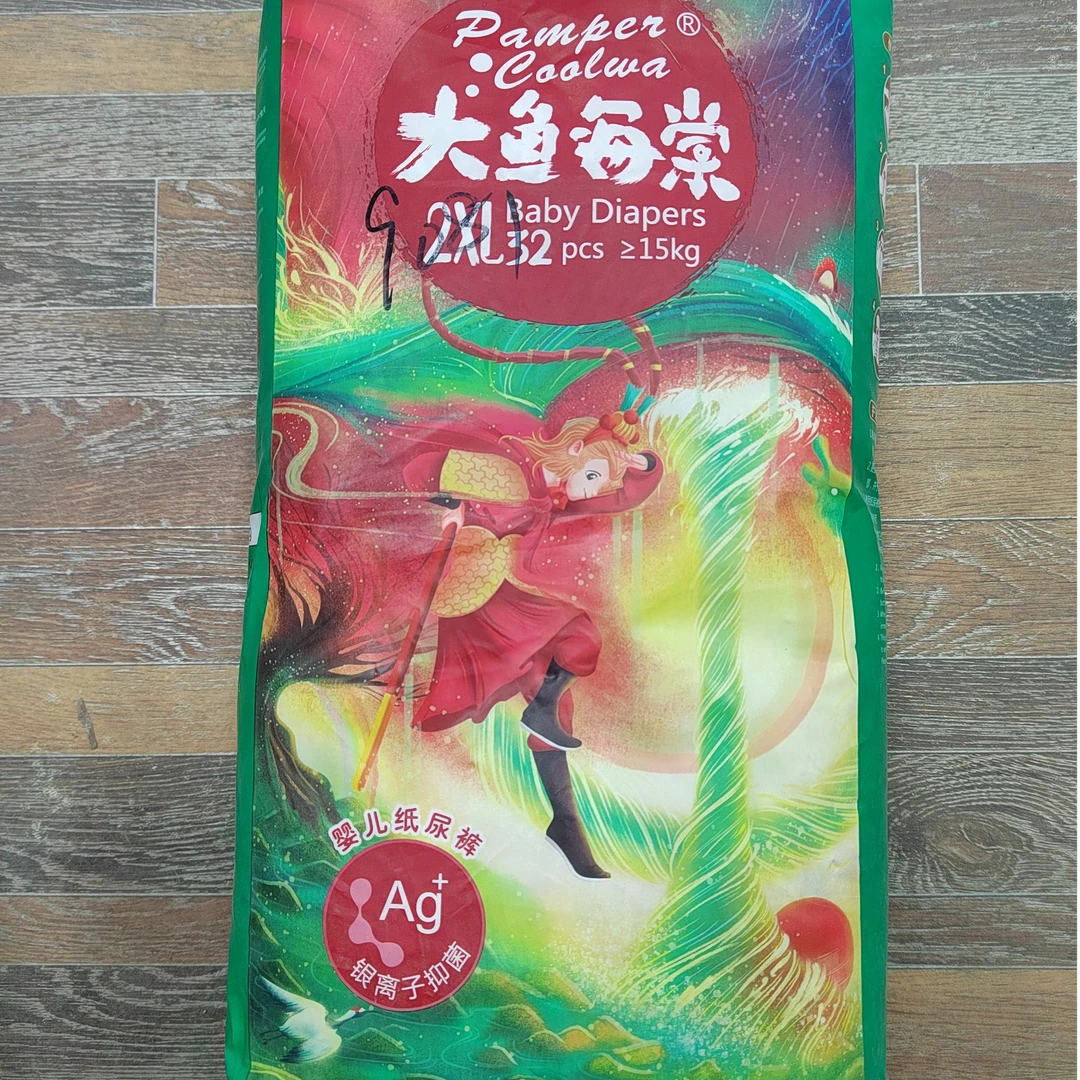 Pamper®
Coolwa
大鱼海棠
2XL Baby Diapers
32 pcs ≥15kg
婴儿纸尿裤
Ag+
银离子抑菌